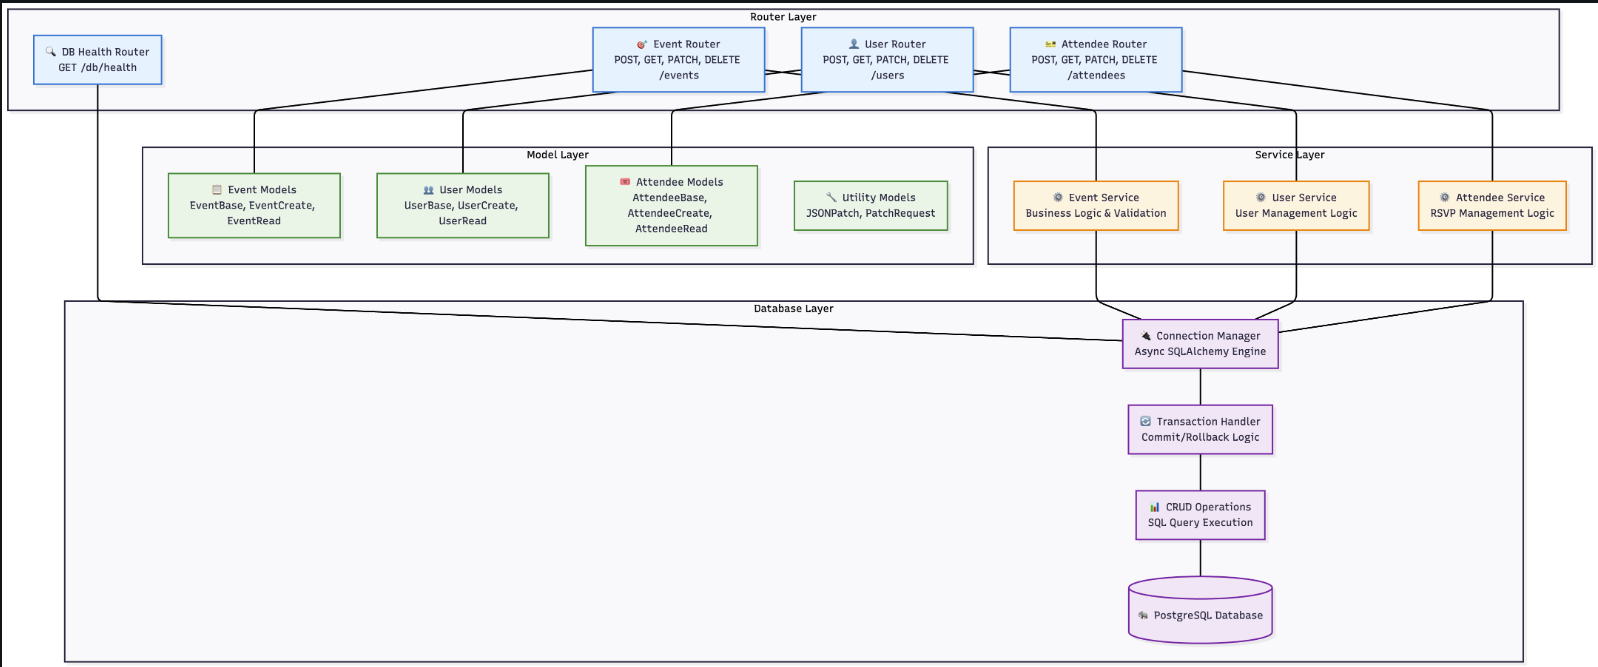 Router Layer
DB Health Router
GET /db/health
Event Router
POST, GET, PATCH, DELETE
/events
User Router
POST, GET, PATCH, DELETE
/users
Attendee Router
POST, GET, PATCH, DELETE
/attendees
Model Layer
Event Models
EventBase, EventCreate,
EventRead
User Models
UserBase, UserCreate,
UserRead
Attendee Models
AttendeeBase,
AttendeeCreate,
AttendeeRead
Utility Models
JSONPatch, PatchRequest
Service Layer
Event Service
Business Logic & Validation
User Service
User Management Logic
Attendee Service
RSVP Management Logic
Database Layer
Connection Manager
Async SQLAlchemy Engine
Transaction Handler
Commit/Rollback Logic
CRUD Operations
SQL Query Execution
PostgreSQL Database